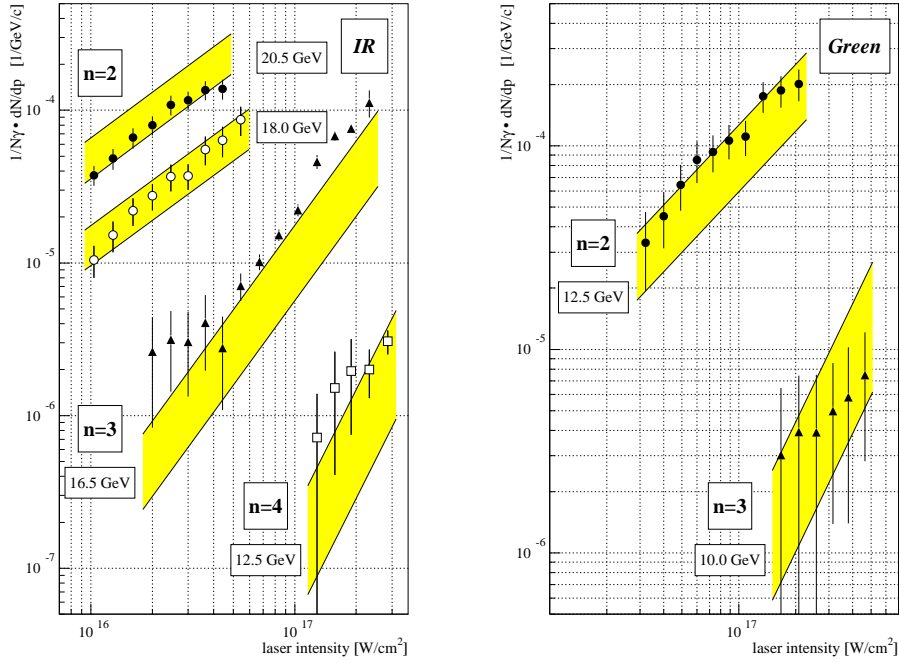 1/Nγ• dN/dp [1/GeV/c]
10 -4
10 -5
10 -6
10 -7
n=2
20.5 GeV
IR
18.0 GeV
n=3
16.5 GeV
n=4
12.5 GeV
10 16
10 17
laser intensity [W/cm2]
1/Nγ• dN/dp [1/GeV/c]
10 -4
10 -5
10 -6
Green
n=2
12.5 GeV
n=3
10.0 GeV
10 17
laser intensity [W/cm2]